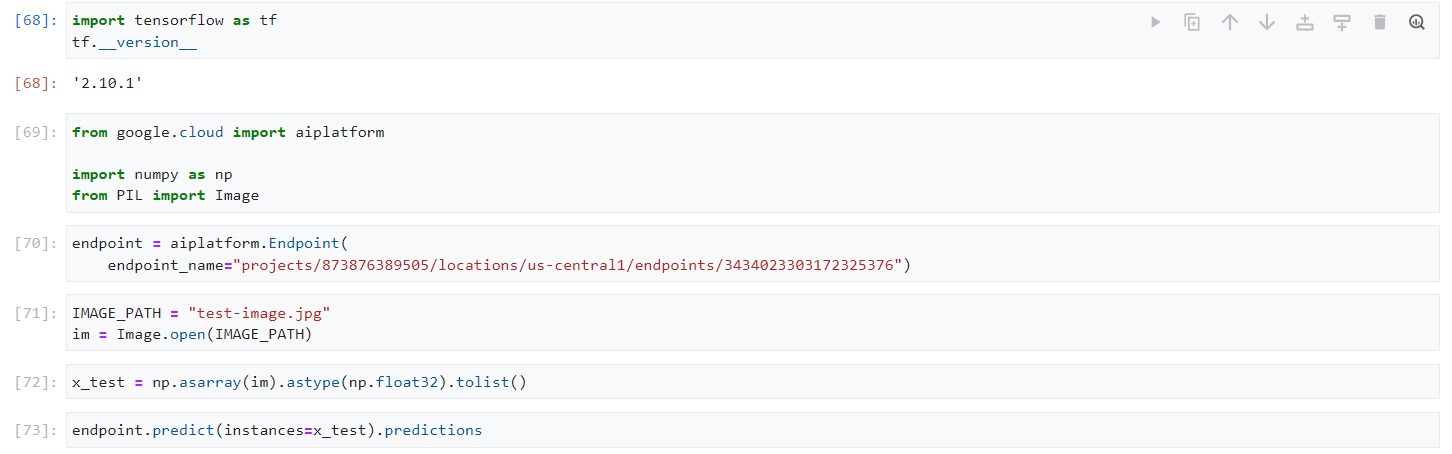 [68]: import tensorflow as tf
tf.__version__
[68]: '2.10.1'
[69]: from google.cloud import aiplatform
import numpy as np
from PIL import Image
[70]: endpoint = aiplatform.Endpoint(
    endpoint_name="projects/873876389505/locations/us-central1/endpoints/3434023303172325376")
[71]: IMAGE_PATH = "test-image.jpg"
im = Image.open(IMAGE_PATH)
[72]: x_test = np.asarray(im).astype(np.float32).tolist()
[73]: endpoint.predict(instances=x_test).predictions